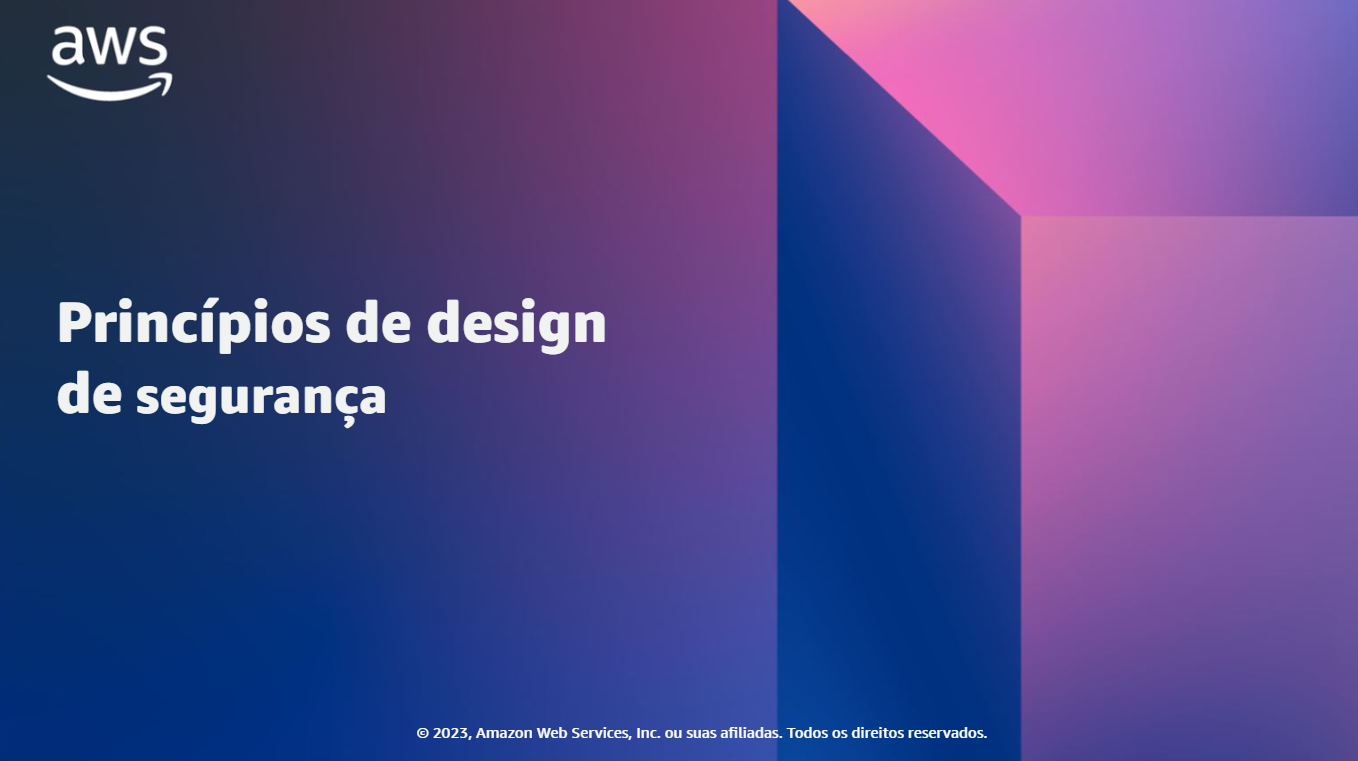 aws
Princípios de design
de segurança
© 2023, Amazon Web Services, Inc. ou suas afiliadas. Todos os direitos reservados.